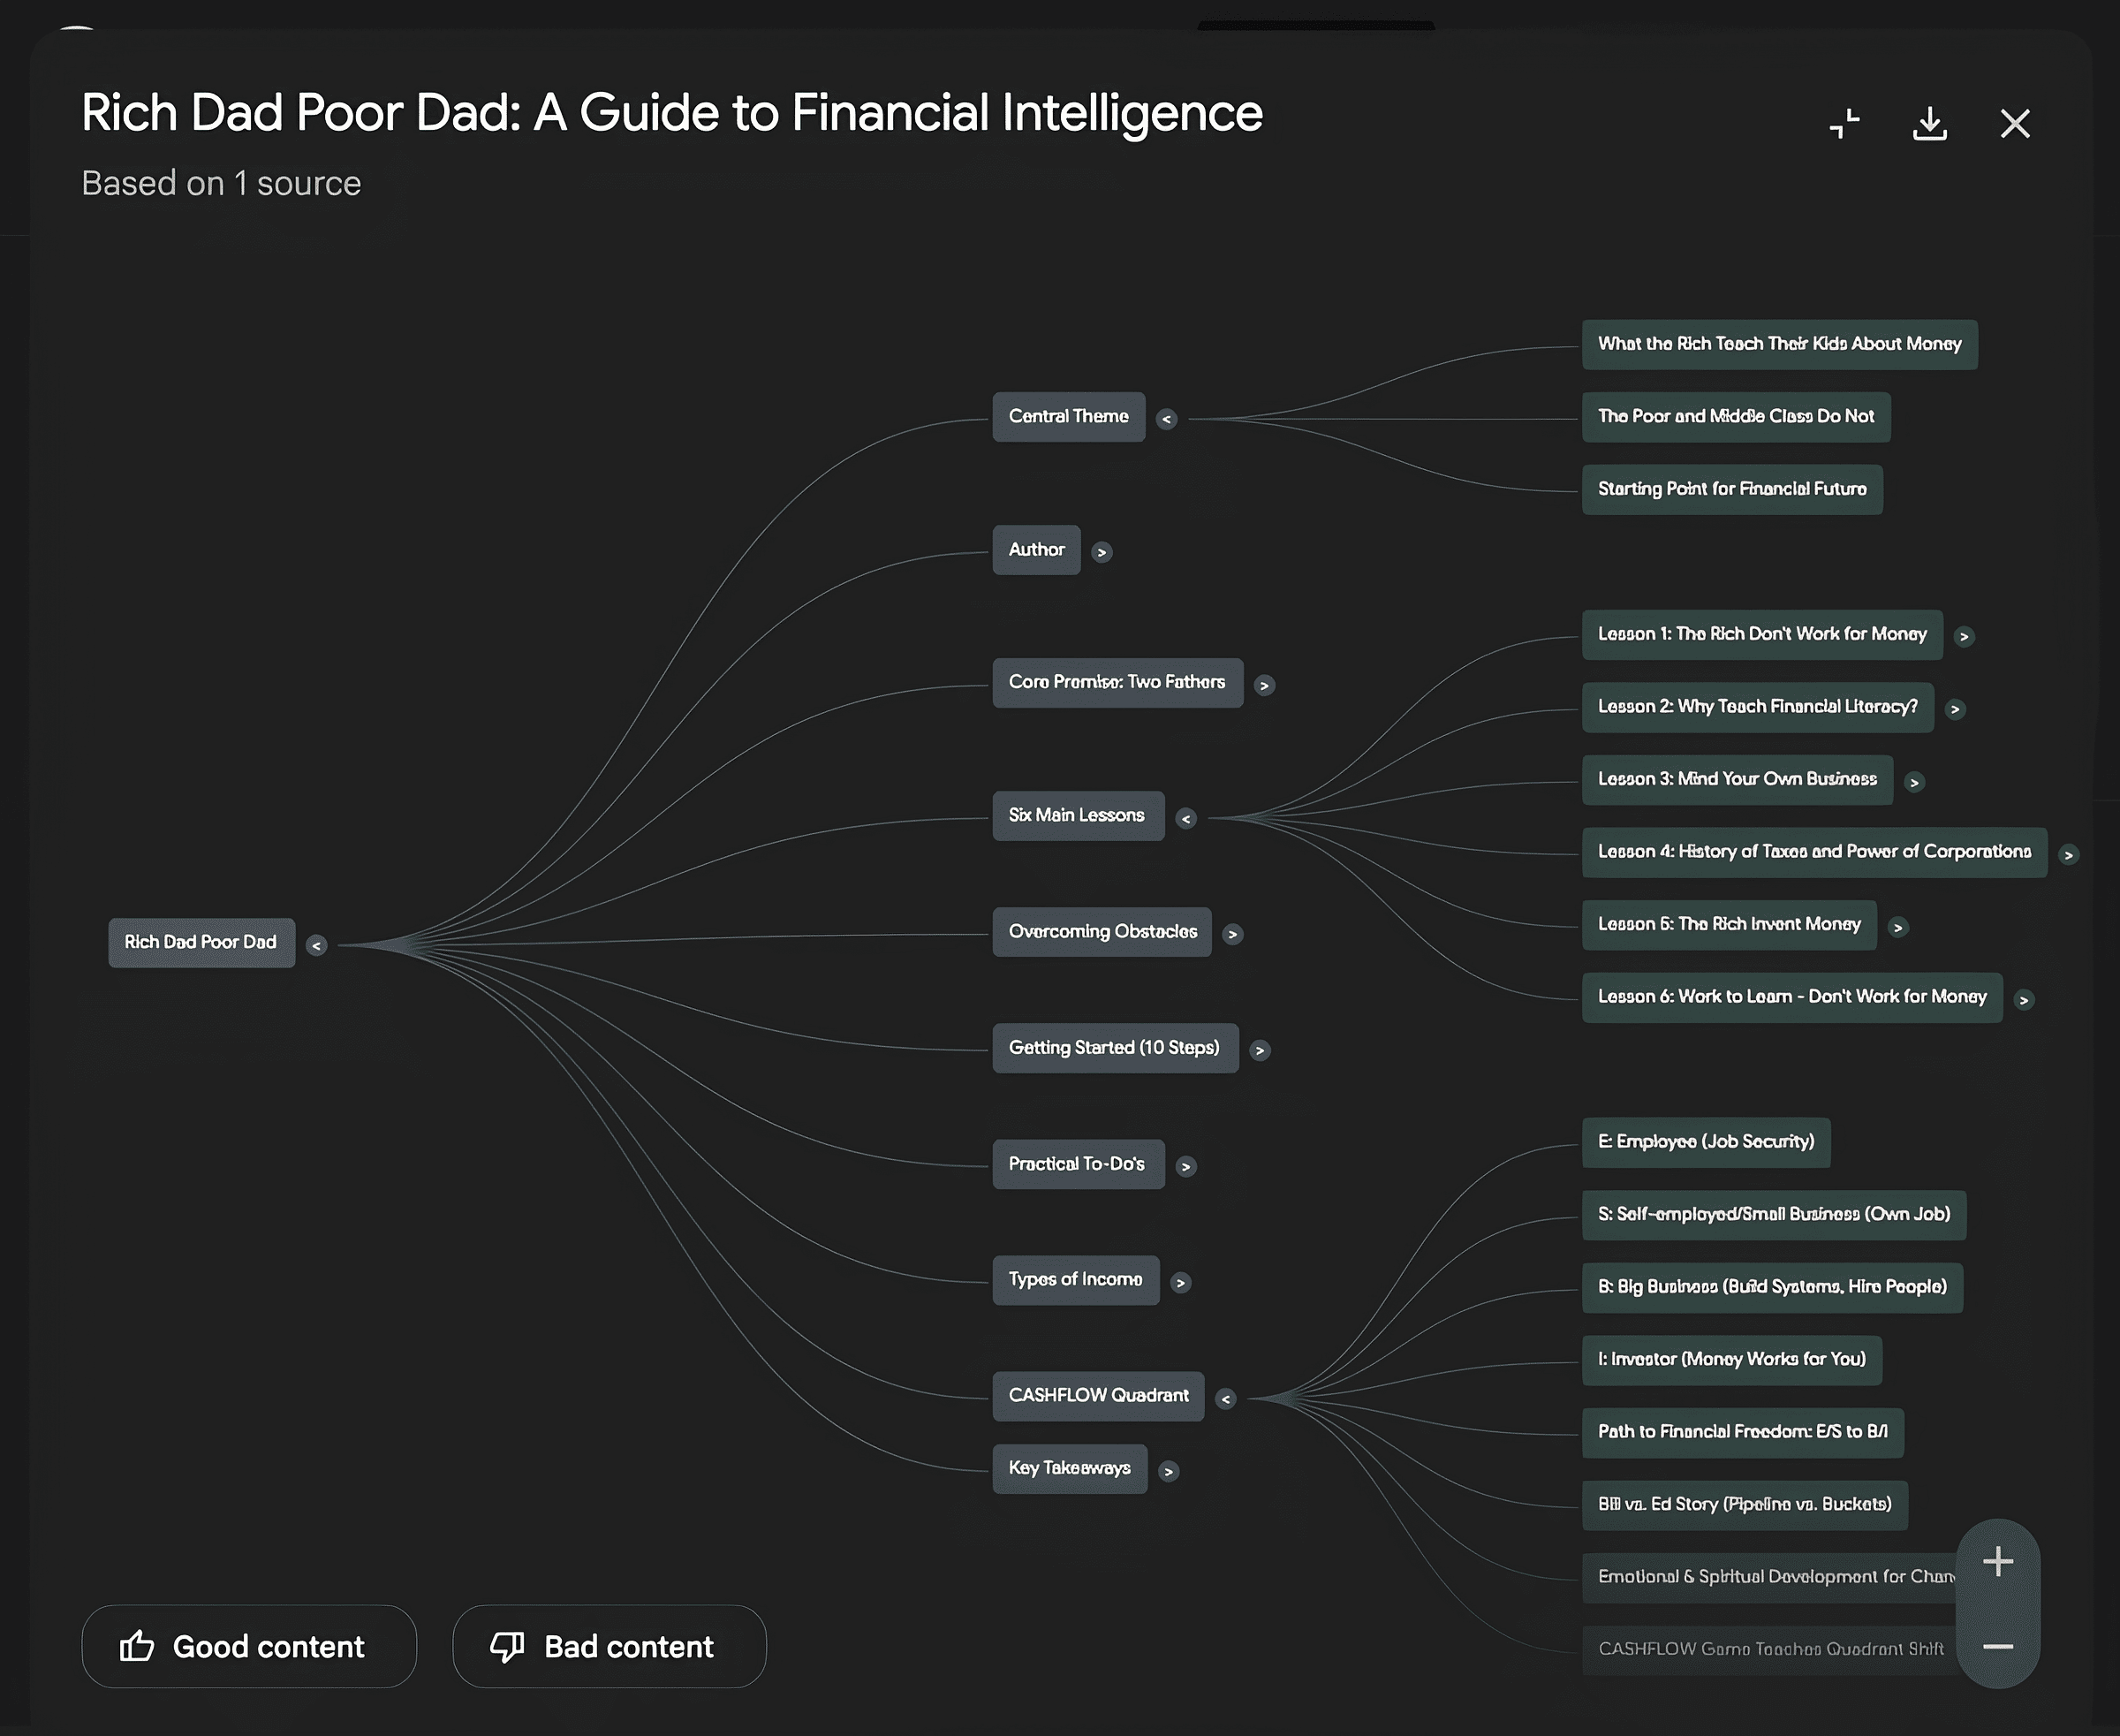 Rich Dad Poor Dad: A Guide to Financial Intelligence
Based on 1 source
Rich Dad Poor Dad
Central Theme
What the Rich Teach Their Kids About Money
The Poor and Middle Class Do Not
Starting Point for Financial Future
Author
Core Premise: Two Fathers
Six Main Lessons
Lesson 1: The Rich Don't Work for Money
Lesson 2: Why Teach Financial Literacy?
Lesson 3: Mind Your Own Business
Lesson 4: History of Taxes and Power of Corporations
Lesson 5: The Rich Invent Money
Lesson 6: Work to Learn - Don't Work for Money
Overcoming Obstacles
Getting Started (10 Steps)
Practical To-Do's
Types of Income
CASHFLOW Quadrant
E: Employee (Job Security)
S: Self-employed/Small Business (Own Job)
B: Big Business (Build Systems, Hire People)
I: Investor (Money Works for You)
Path to Financial Freedom: E/S to B/I
Bill vs. Ed Story (Pipeline vs. Buckets)
Emotional & Spiritual Development for
CASHFLOW Game Teaches Quadrant Shift
Key Takeaways
Good content
Bad content